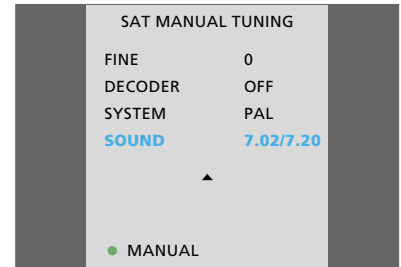 SAT MANUAL TUNING
FINE 0
DECODER OFF
SYSTEM PAL
SOUND 7.02/7.20
MANUAL